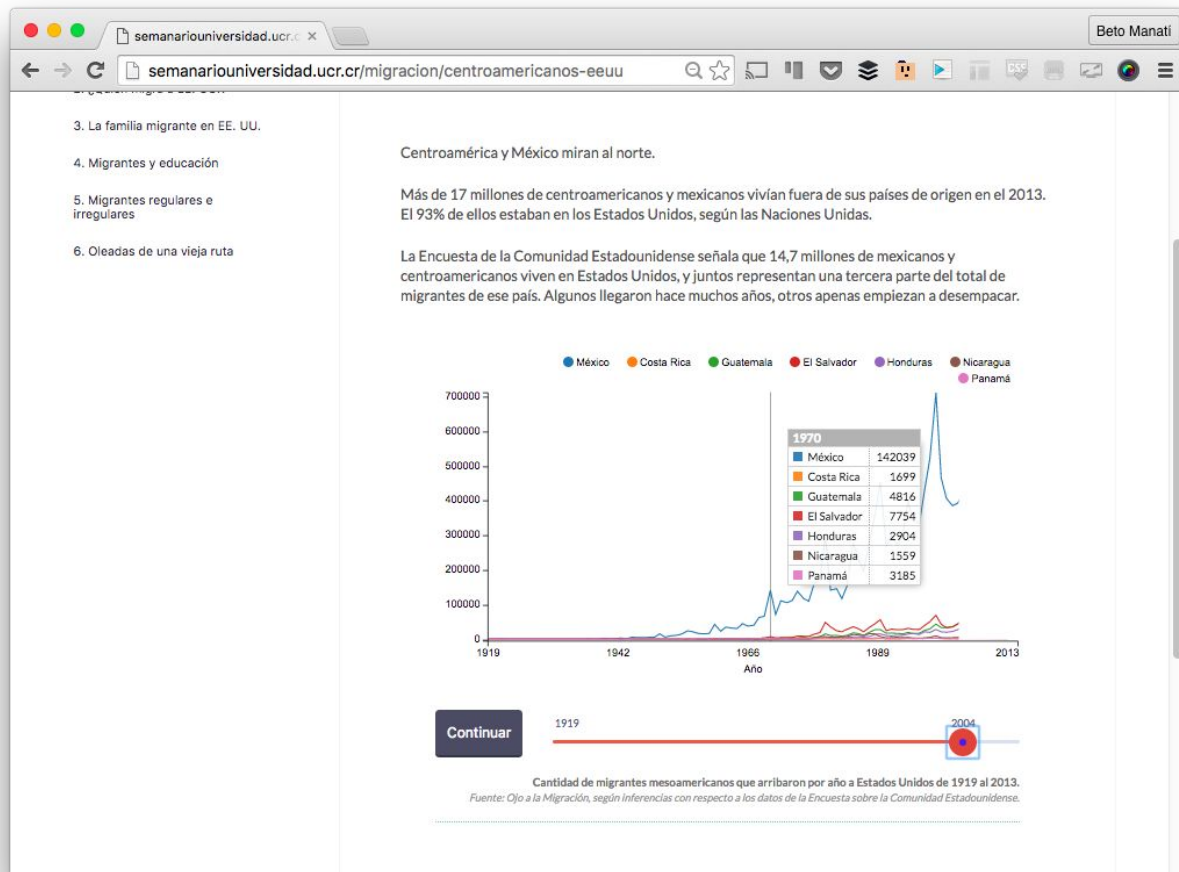 semanariouniversidad.ucr.c
Beto Manatí
semanariouniversidad.ucr.cr/migracion/centroamericanos-eeuu
3. La familia migrante en EE. UU.
4. Migrantes y educación
5. Migrantes regulares e
irregulares
6. Oleadas de una vieja ruta
Centroamérica y México miran al norte.
Más de 17 millones de centroamericanos y mexicanos vivían fuera de sus países de origen en el 2013.
El 93% de ellos estaban en los Estados Unidos, según las Naciones Unidas.
La Encuesta de la Comunidad Estadounidense señala que 14,7 millones de mexicanos y
centroamericanos viven en Estados Unidos, y juntos representan una tercera parte del total de
migrantes de ese país. Algunos llegaron hace muchos años, otros apenas empiezan a desempacar.
México Costa Rica Guatemala El Salvador Honduras Nicaragua
Panamá
700000
600000
500000
400000
300000
200000
100000
0
1970
México 142039
Costa Rica 1699
Guatemala 4816
El Salvador 7754
Honduras 2904
Nicaragua 1559
Panamá 3185
1919 1942 1966 1989 2013
Año
Continuar
1919 2004
Cantidad de migrantes mesoamericanos que arribaron por año a Estados Unidos de 1919 al 2013.
Fuente: Ojo a la Migración, según inferencias con respecto a los datos de la Encuesta sobre la Comunidad Estadounidense.